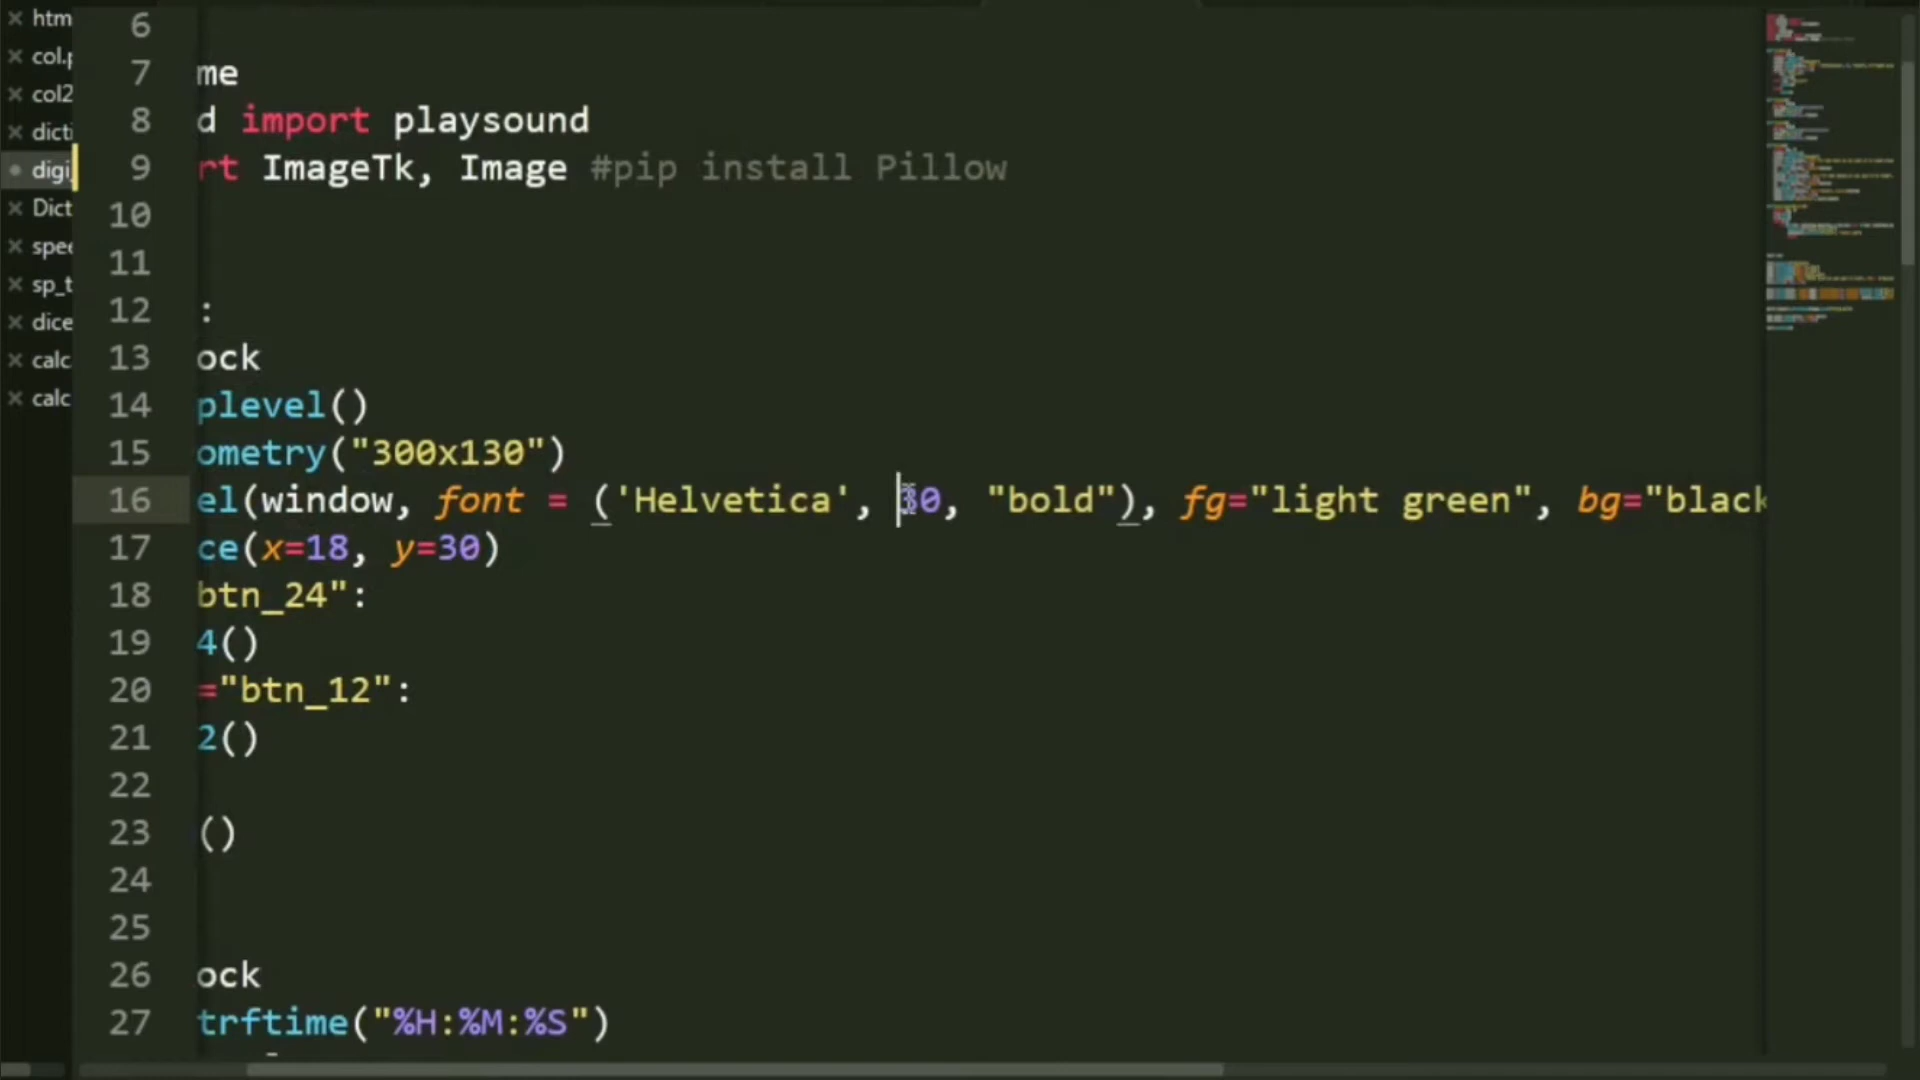 htm
col.p
col2
dicti
digi
Dict
spee
sp_t
dice
calc
calc
6
7 me
8 d import playsound
9 rt ImageTk, Image #pip install Pillow
10
11
12 :
13 ock
14 plevel()
15 ometry("300x130")
16 el(window, font = ('Helvetica', 30, "bold"), fg="light green", bg="black
17 ce(x=18, y=30)
18 btn_24":
19 4()
20 ="btn_12":
21 2()
22
23 ()
24
25
26 ock
27 trftime("%H:%M:%S")